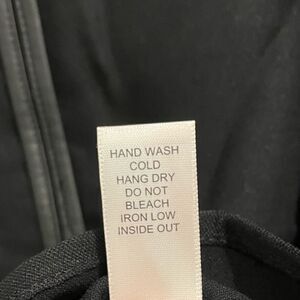 HAND WASH
COLD
HANG DRY
DO NOT
BLEACH
IRON LOW
INSIDE OUT